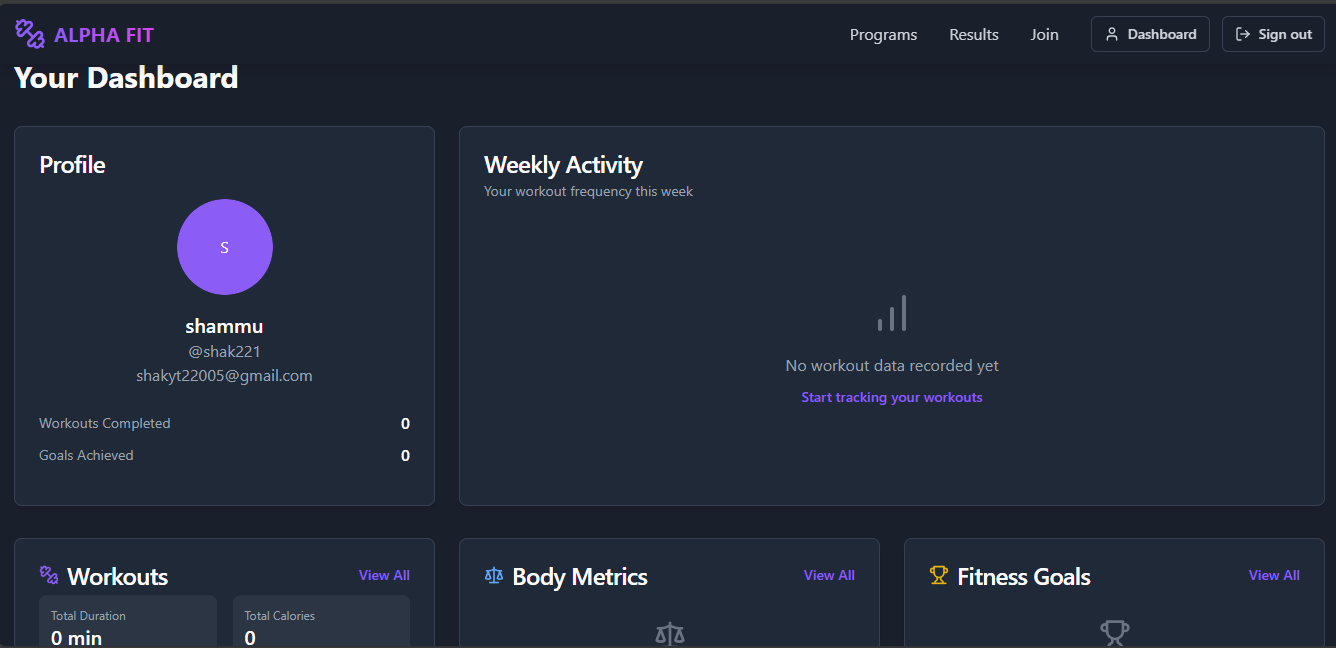 ALPHA FIT
Programs
Results
Join
Dashboard
Sign out
Your Dashboard
Profile
S
shammu
@shak221
shakyt22005@gmail.com
Workouts Completed 0
Goals Achieved 0
Weekly Activity
Your workout frequency this week
No workout data recorded yet
Start tracking your workouts
Workouts
View All
Total Duration
0 min
Total Calories
0
Body Metrics
View All
Fitness Goals
View All